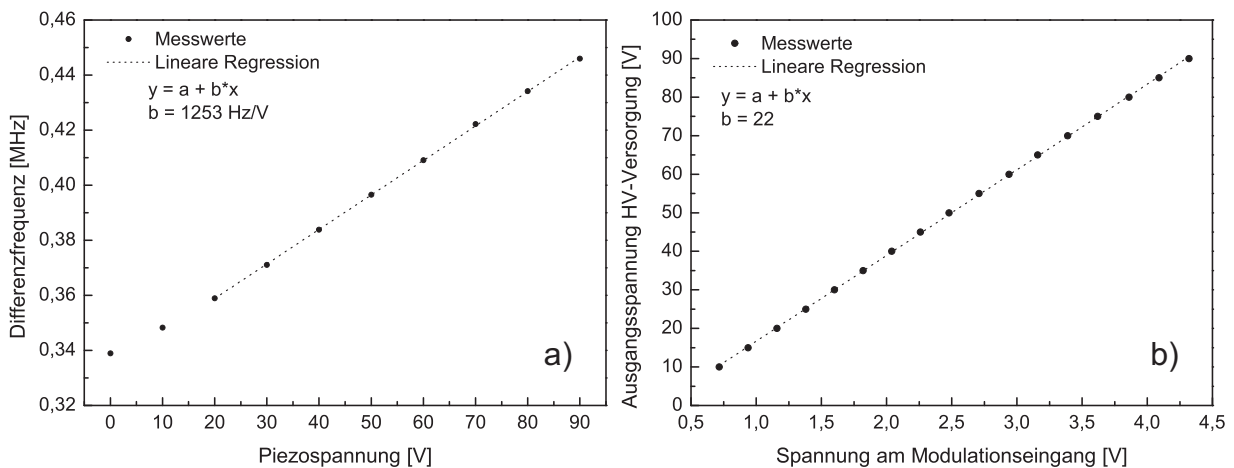 0,46
0,44
0,42
0,40
0,38
0,36
0,34
0,32
Differenzfrequenz [MHz]
Messwerte
Lineare Regression
y = a + b*x
b = 1253 Hz/V
a)
0 10 20 30 40 50 60 70 80 90
Piezospannung [V]
100
90
80
70
60
50
40
30
20
10
0
Ausgangsspannung HV-Versorgung [V]
Messwerte
Lineare Regression
y = a + b*x
b = 22
b)
0,5 1,0 1,5 2,0 2,5 3,0 3,5 4,0 4,5
Spannung am Modulationseingang [V]